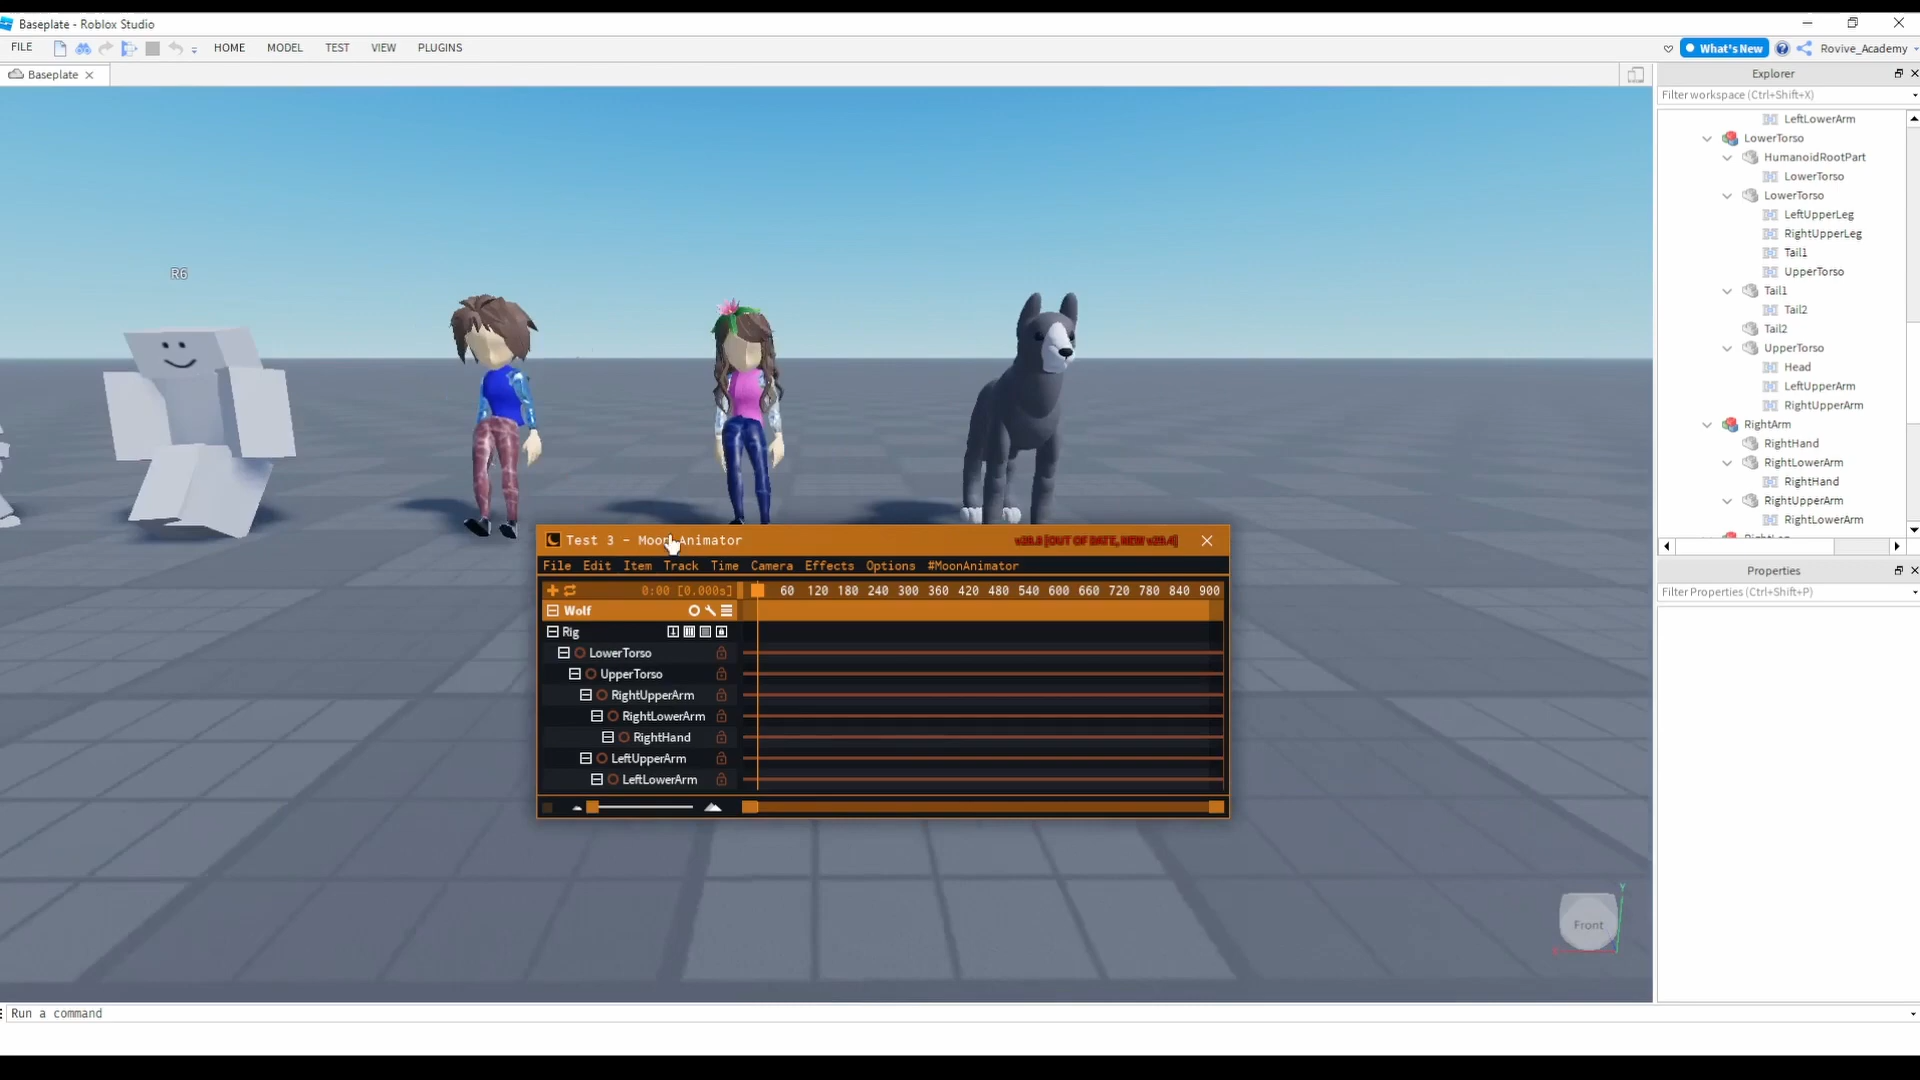 Baseplate - Roblox Studio
FILE HOME MODEL TEST VIEW PLUGINS What's New Rovive_Academy
Baseplate
Explorer
Filter workspace (Ctrl+Shift+X)
LeftLowerArm
LowerTorso
HumanoidRootPart
LowerTorso
LowerTorso
LeftUpperLeg
RightUpperLeg
Tail1
UpperTorso
Tail1
Tail2
Tail2
UpperTorso
Head
LeftUpperArm
RightUpperArm
RightArm
RightHand
RightLowerArm
RightHand
RightUpperArm
RightLowerArm
Properties
Filter Properties (Ctrl+Shift+P)
R6
Test 3 - Moon Animator
[OUT OF DATE, NEW
File Edit Item Track Time Camera Effects Options #MoonAnimator
0:00 [0.000s] 60 120 180 240 300 360 420 480 540 600 660 720 780 840 900
Wolf
Rig
LowerTorso
UpperTorso
RightUpperArm
RightLowerArm
RightHand
LeftUpperArm
LeftLowerArm
Front
Y
Run a command